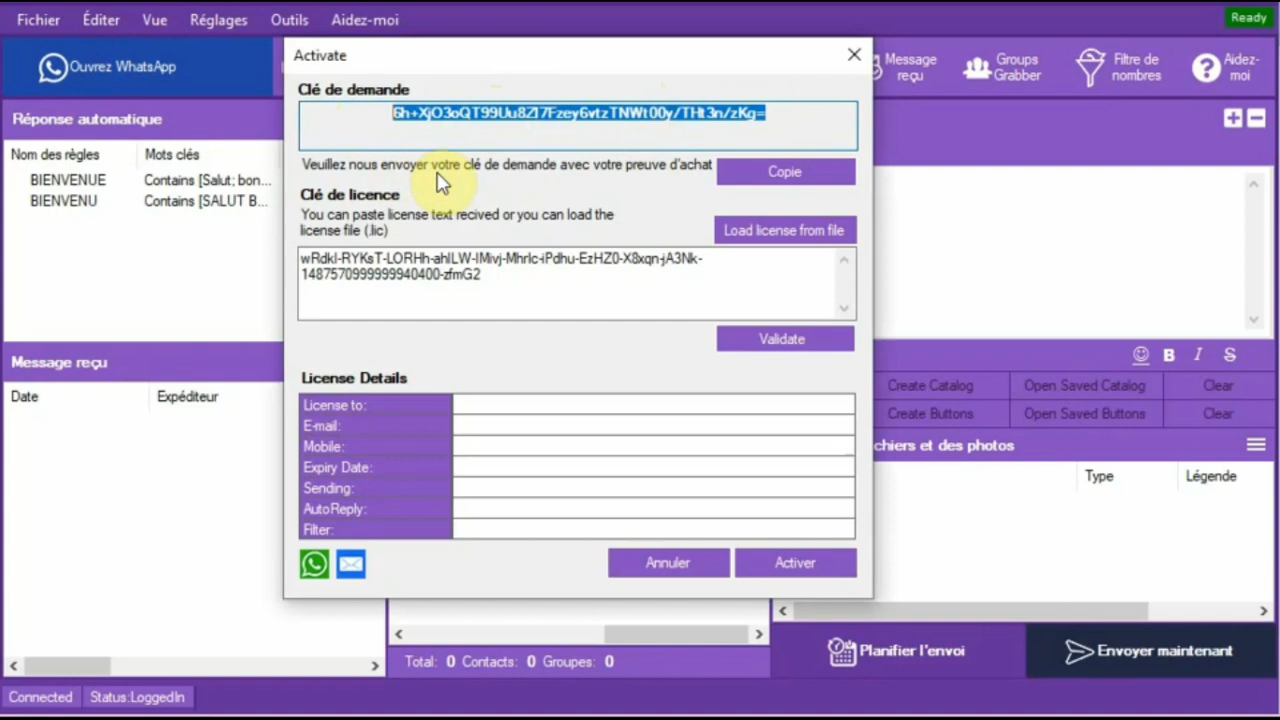 Fichier Éditer Vue Réglages Outils Aidez-moi
Ready
Ouvrez WhatsApp
Message reçu
Groups Grabber
Filtre de nombres
Aidez-moi
Réponse automatique
Nom des règles Mots clés
BIENVENUE Contains [Salut; bon...
BIENVENU Contains [SALUT B...
Message reçu
Date Expéditeur
Activate
Clé de demande
6h+XjO3oQT99Uu8Z17Fzey6vtzTNWt00y/THt3n/zKg=
Veuillez nous envoyer votre clé de demande avec votre preuve d'achat
Copie
Clé de licence
You can paste license text recived or you can load the
license file (.lic)
Load license from file
wRdkl-RYKsT-LORHh-ahlLW-lMivj-Mhrlc-iPdhu-EzHZ0-X8xqn-jA3Nk-
1487570999999940400-zfmG2
Validate
License Details
License to:
E-mail:
Mobile:
Expiry Date:
Sending:
AutoReply:
Filter:
Annuler
Activer
B I S
Create Catalog Open Saved Catalog Clear
Create Buttons Open Saved Buttons Clear
chiers et des photos
Type Légende
Total: 0 Contacts: 0 Groupes: 0
Planifier l'envoi
Envoyer maintenant
Connected Status:LoggedIn